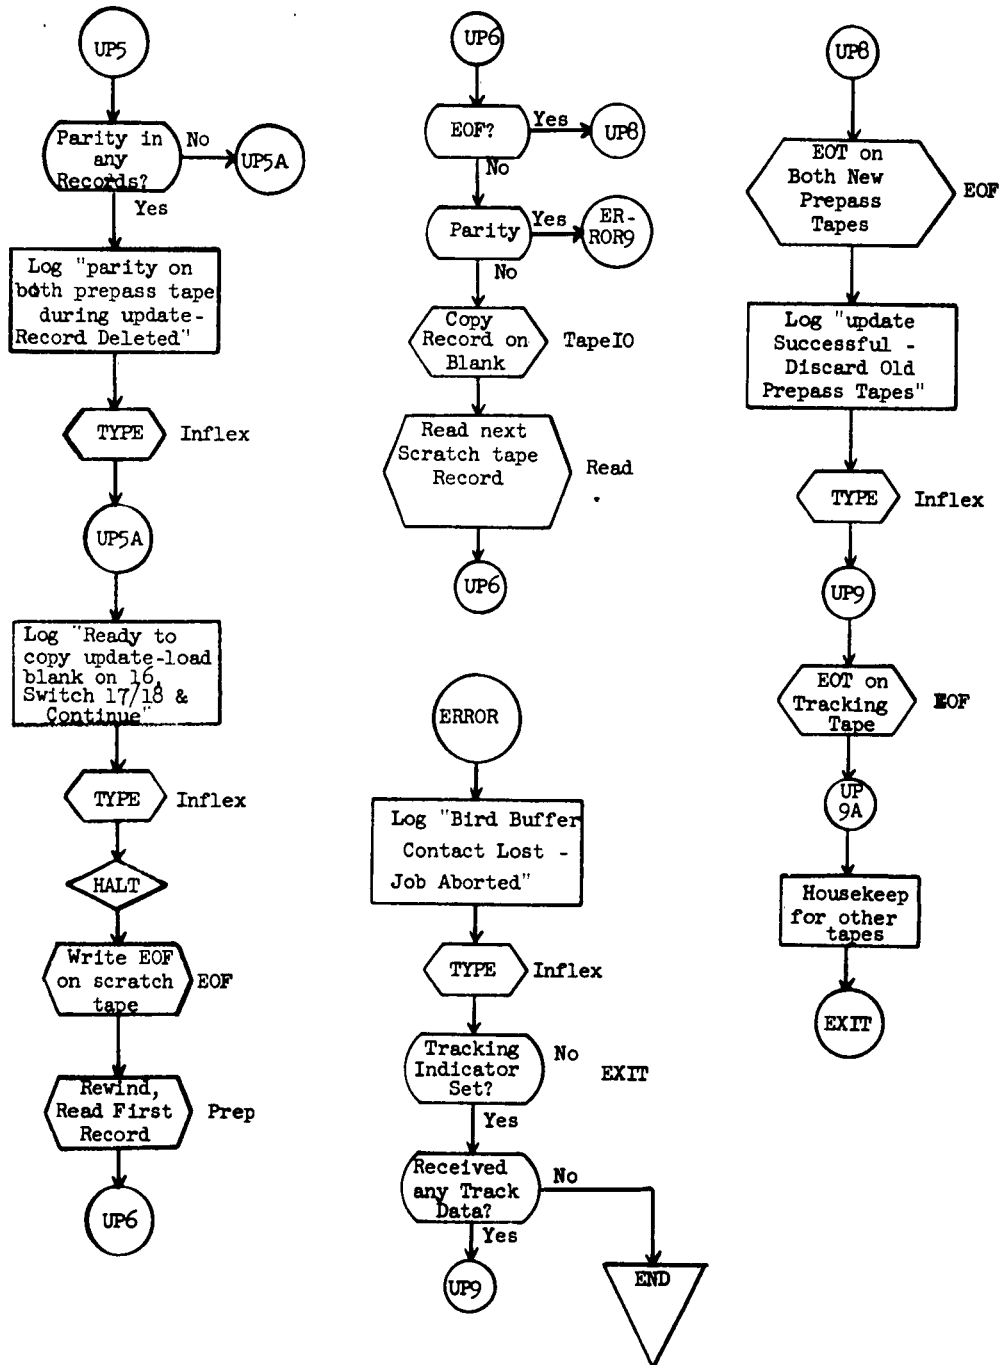 UP5
Parity in
any
Records?
No
UP5A
Yes
Log "parity on
both prepass tape
during update-
Record Deleted"
TYPE
Inflex
UP5A
Log "Ready to
copy update-load
blank on 16,
Switch 17/18 &
Continue"
TYPE
Inflex
HALT
Write EOF
on scratch
tape
EOF
Rewind,
Read First
Record
Prep
UP6
UP6
EOF?
Yes
UP8
No
Parity
Yes
ER-
ROR9
No
Copy
Record on
Blank
TapeIO
Read next
Scratch tape
Record
Read
UP6
ERROR
Log "Bird Buffer
Contact Lost -
Job Aborted"
TYPE
Inflex
Tracking
Indicator
Set?
No
EXIT
Yes
Received
any Track
Data?
No
Yes
UP9
END
UP8
EOT on
Both New
Prepass
Tapes
EOF
Log "update
Successful -
Discard Old
Prepass Tapes"
TYPE
Inflex
UP9
EOT on
Tracking
Tape
EOF
UP
9A
Housekeep
for other
tapes
EXIT